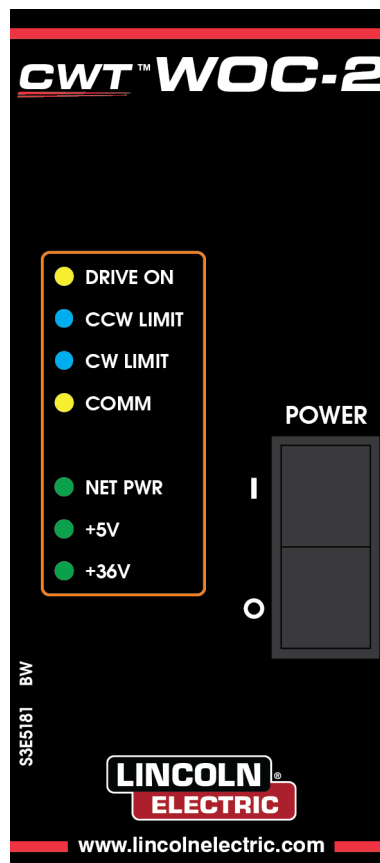 CWT™ WOC-2
DRIVE ON
CCW LIMIT
CW LIMIT
COMM
NET PWR
+5V
+36V
POWER
I
O
S3E5181 BW
LINCOLN®
ELECTRIC
www.lincolnelectric.com